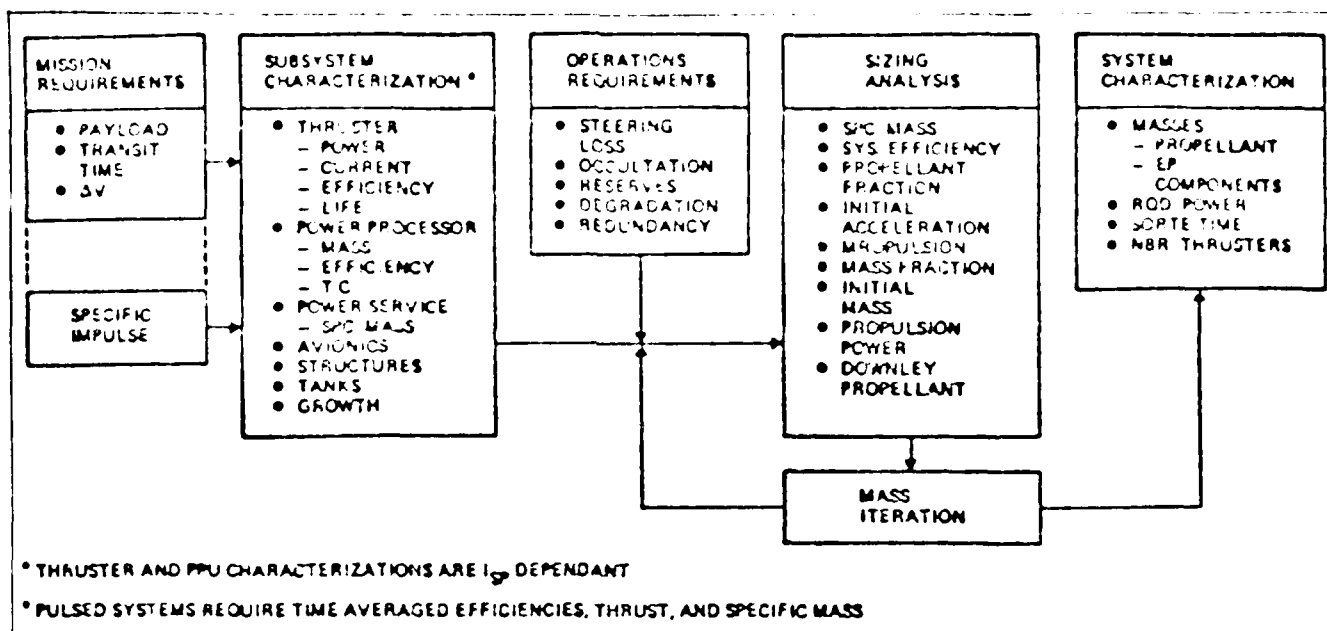 MISSION
REQUIREMENTS
● PAYLOAD
● TRANSIT
TIME
● ΔV
SPECIFIC
IMPULSE
SUBSYSTEM
CHARACTERIZATION *
● THRUSTER
– POWER
– CURRENT
– EFFICIENCY
– LIFE
● POWER PROCESSOR
– MASS
– EFFICIENCY
– T/C
● POWER SERVICE
– SPC MASS
● AVIONICS
● STRUCTURES
● TANKS
● GROWTH
OPERATIONS
REQUIREMENTS
● STEERING
LOSS
● OCCULTATION
● RESERVES
● DEGRADATION
● REDUNDANCY
SIZING
ANALYSIS
● SPC MASS
● SYS. EFFICIENCY
● PROPELLANT
FRACTION
● INITIAL
ACCELERATION
● MROPULSION
● MASS FRACTION
● INITIAL
MASS
● PROPULSION
POWER
● DOWNLEY
PROPELLANT
MASS
ITERATION
SYSTEM
CHARACTERIZATION
● MASSES
– PROPELLANT
– EP
COMPONENTS
● RQD POWER
● SORTE TIME
● NBR THRUSTERS
* THRUSTER AND PPU CHARACTERIZATIONS ARE Isp DEPENDANT
* PULSED SYSTEMS REQUIRE TIME AVERAGED EFFICIENCIES, THRUST, AND SPECIFIC MASS